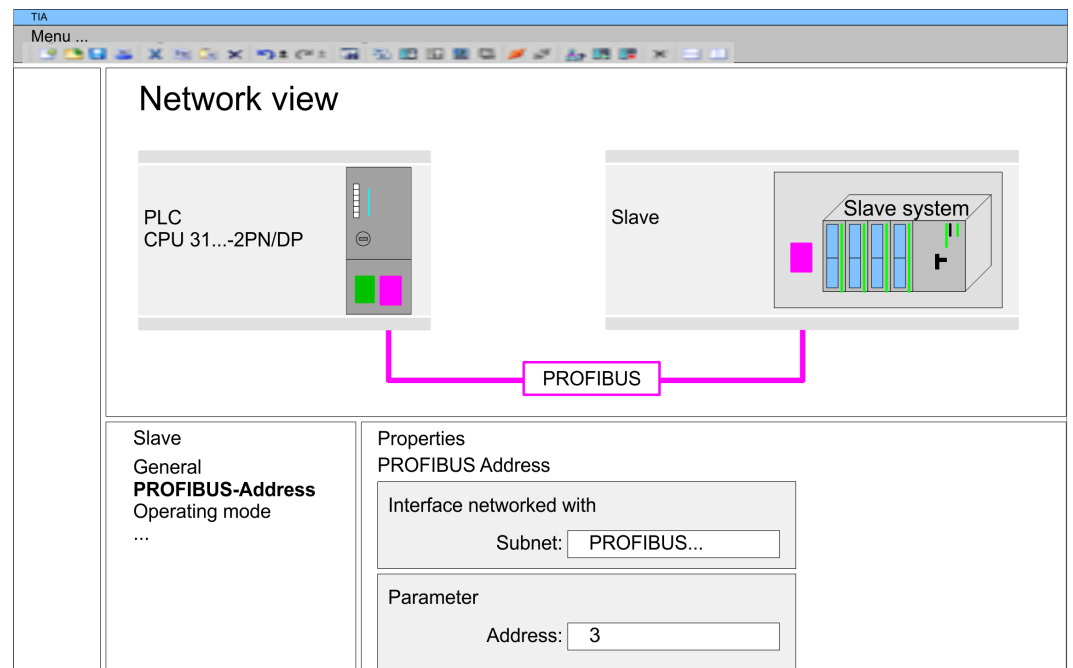 TIA
Menu ...
Network view
PLC
CPU 31...-2PN/DP
Slave
Slave system
PROFIBUS
Slave
General
PROFIBUS-Address
Operating mode
...
Properties
PROFIBUS Address
Interface networked with
Subnet: PROFIBUS...
Parameter
Address: 3